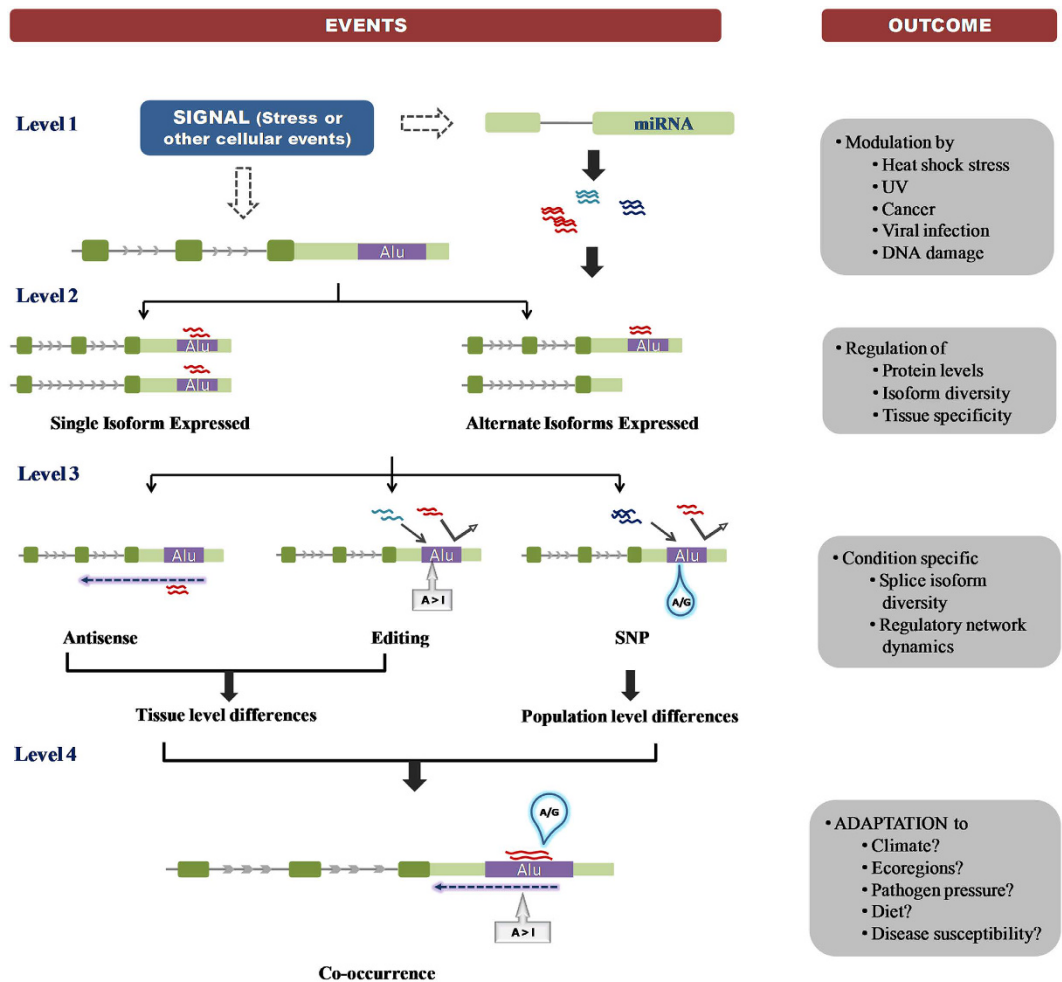 EVENTS
OUTCOME
Level 1
SIGNAL (Stress or
other cellular events)
miRNA
• Modulation by
• Heat shock stress
• UV
• Cancer
• Viral infection
• DNA damage
Alu
Level 2
Alu
Alu
Alu
Single Isoform Expressed
Alternate Isoforms Expressed
• Regulation of
• Protein levels
• Isoform diversity
• Tissue specificity
Level 3
Alu
Alu
Alu
A > I
A/G
Antisense
Editing
SNP
• Condition specific
• Splice isoform
diversity
• Regulatory network
dynamics
Tissue level differences
Population level differences
Level 4
A/G
Alu
A > I
Co-occurrence
• ADAPTATION to
• Climate?
• Ecoregions?
• Pathogen pressure?
• Diet?
• Disease susceptibility?